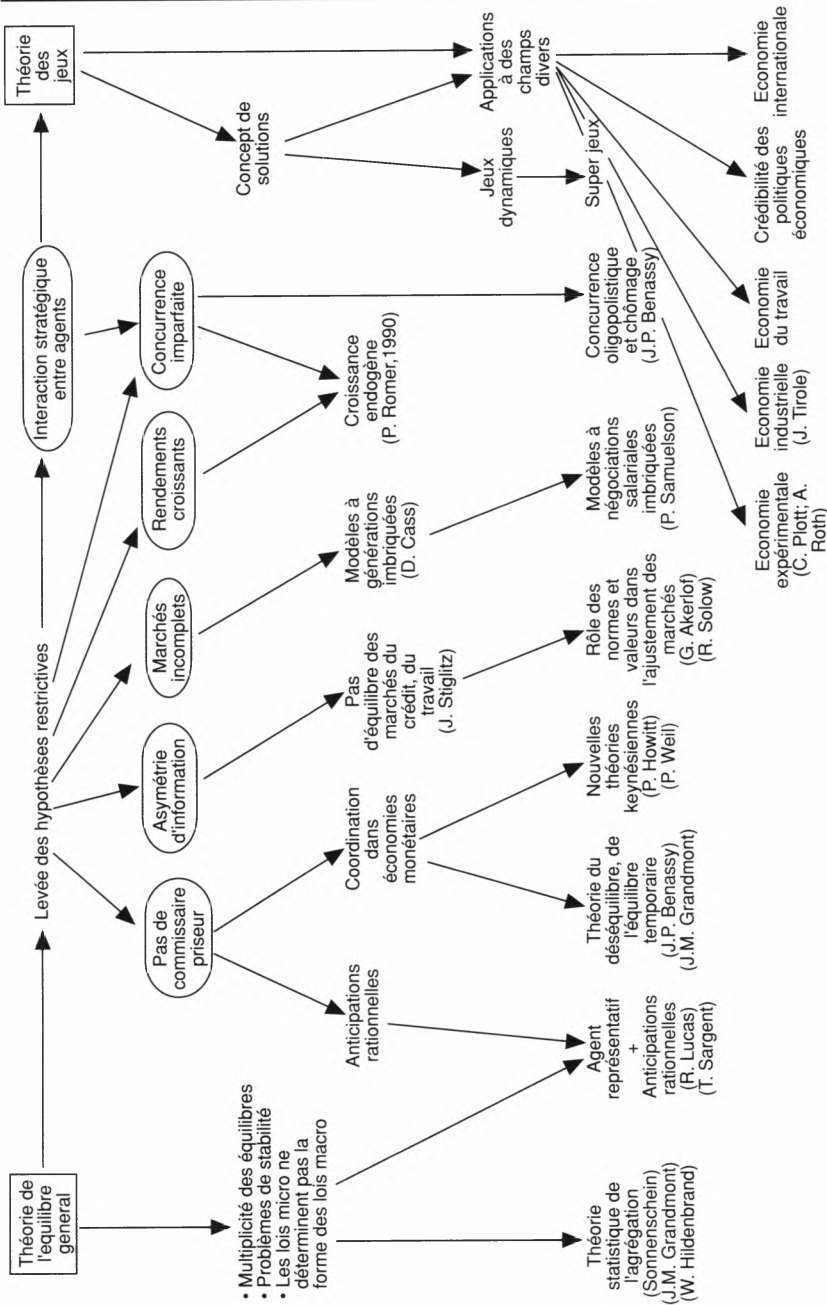 Théorie de
l'equilibre
general
Levée des hypothèses restrictives
Interaction stratégique
entre agents
Théorie
des
jeux
Pas de
commissaire
priseur
Asymétrie
d'information
Marchés
incomplets
Rendements
croissants
Concurrence
imparfaite
Concept de
solutions
• Multiplicité des équilibres
• Problèmes de stabilité
• Les lois micro ne
déterminent pas la
forme des lois macro
Anticipations
rationnelles
Coordination
dans
économies
monétaires
Pas
d'équilibre des
marchés du
crédit, du
travail
(J. Stiglitz)
Modèles à
générations
imbriquées
(D. Cass)
Croissance
endogène
(P. Romer,1990)
Jeux
dynamiques
Applications
à des
champs
divers
Théorie
statistique de
l'agrégation
(Sonnenschein)
(J.M. Grandmont)
(W. Hildenbrand)
Agent
représentatif
+
Anticipations
rationnelles
(R. Lucas)
(T. Sargent)
Théorie du
déséquilibre, de
l'équilibre
temporaire
(J.P. Benassy)
(J.M. Grandmont)
Nouvelles
théories
keynésiennes
(P. Howitt)
(P. Weil)
Rôle des
normes et
valeurs dans
l'ajustement des
marchés
(G. Akerlof)
(R. Solow)
Modèles à
négociations
salariales
imbriquées
(P. Samuelson)
Concurrence
oligopolistique
et chômage
(J.P. Benassy)
Super jeux
Economie
expérimentale
(C. Plott; A.
Roth)
Economie
industrielle
(J. Tirole)
Economie
du travail
Crédibilité des
politiques
économiques
Economie
internationale